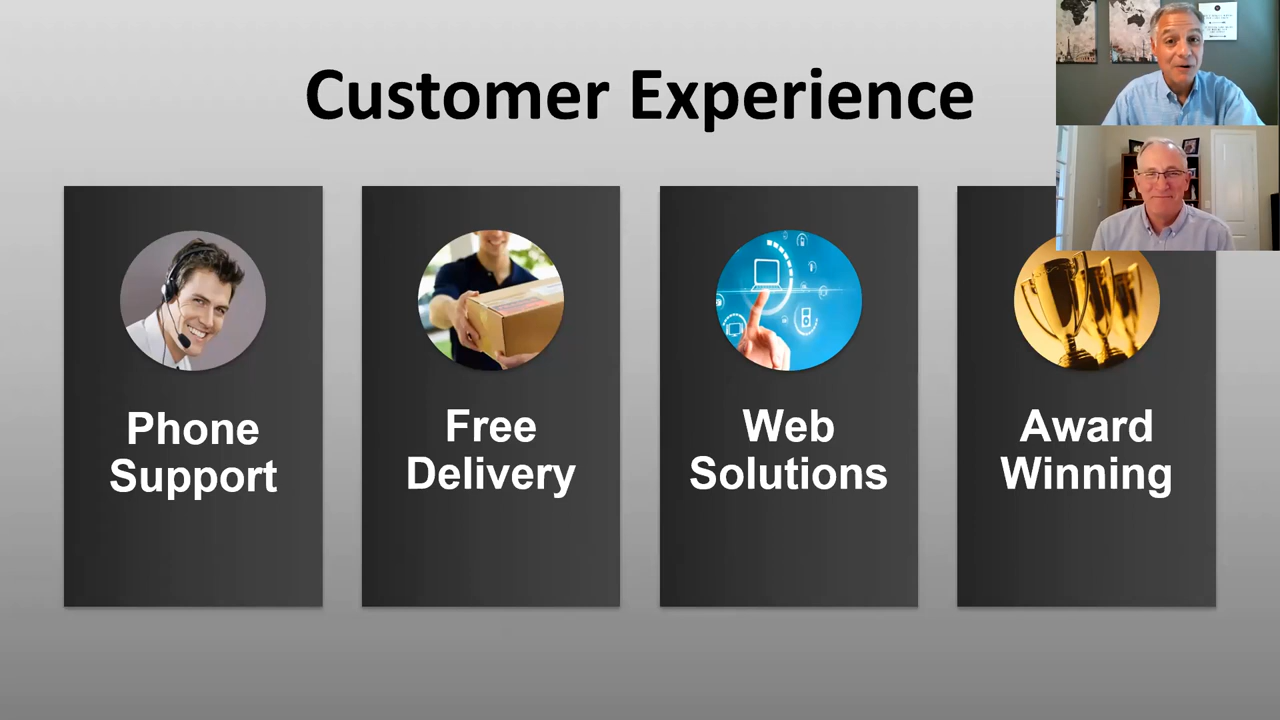 Customer Experience
Phone
Support
Free
Delivery
Web
Solutions
Award
Winning